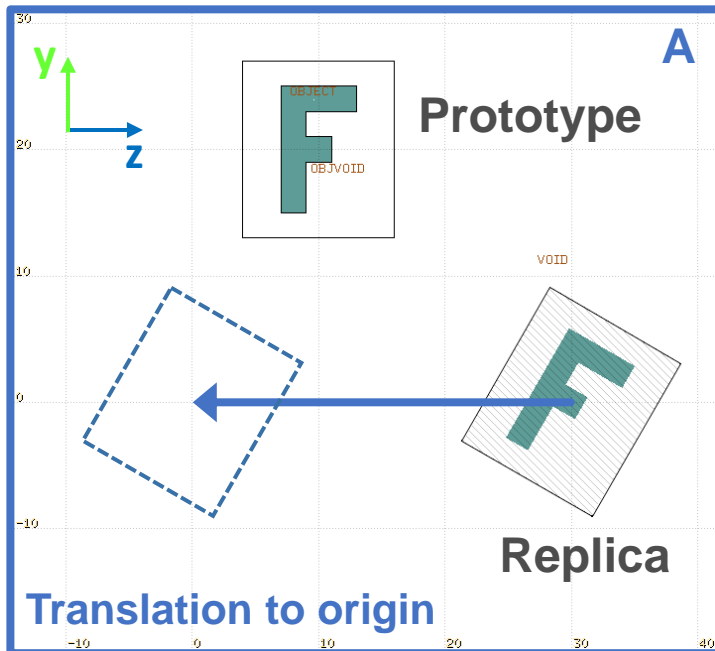 30
A
y
OBJECT
Prototype
z
20
OBJVOID
VOID
10
0
-10
Replica
Translation to origin
-10
0
10
20
30
40